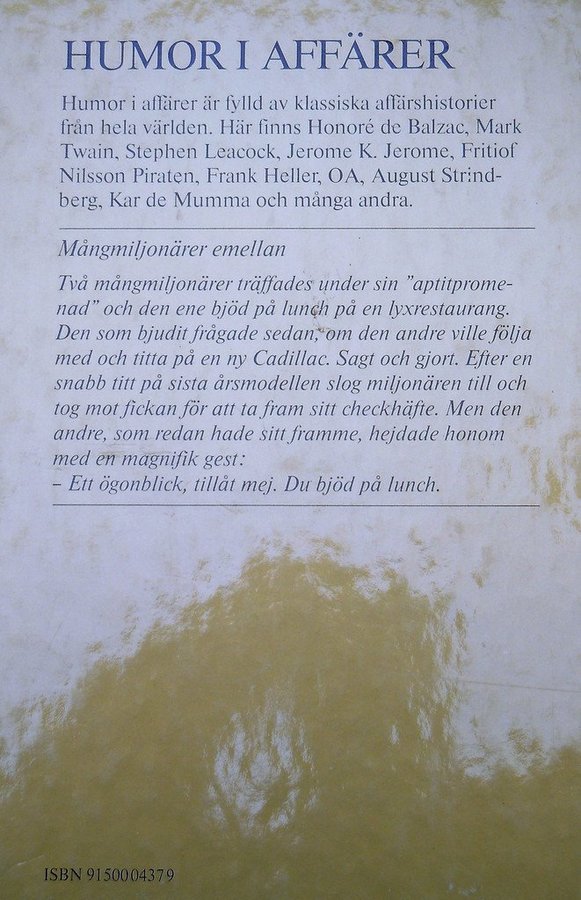 HUMOR I AFFÄRER
Humor i affärer är fylld av klassiska affärshistorier
från hela världen. Här finns Honoré de Balzac, Mark
Twain, Stephen Leacock, Jerome K. Jerome, Fritiof
Nilsson Piraten, Frank Heller, OA, August Strind-
berg, Kar de Mumma och många andra.
Mångmiljonärer emellan
Två mångmiljonärer träffades under sin ”aptitprome-
nad” och den ene bjöd på lunch på en lyxrestaurang.
Den som bjudit frågade sedan, om den andre ville följa
med och titta på en ny Cadillac. Sagt och gjort. Efter en
snabb titt på sista årsmodellen slog miljonären till och
tog mot fickan för att ta fram sitt checkhäfte. Men den
andre, som redan hade sitt framme, hejdade honom
med en magnifik gest:
– Ett ögonblick, tillåt mej. Du bjöd på lunch.
ISBN 9150004379